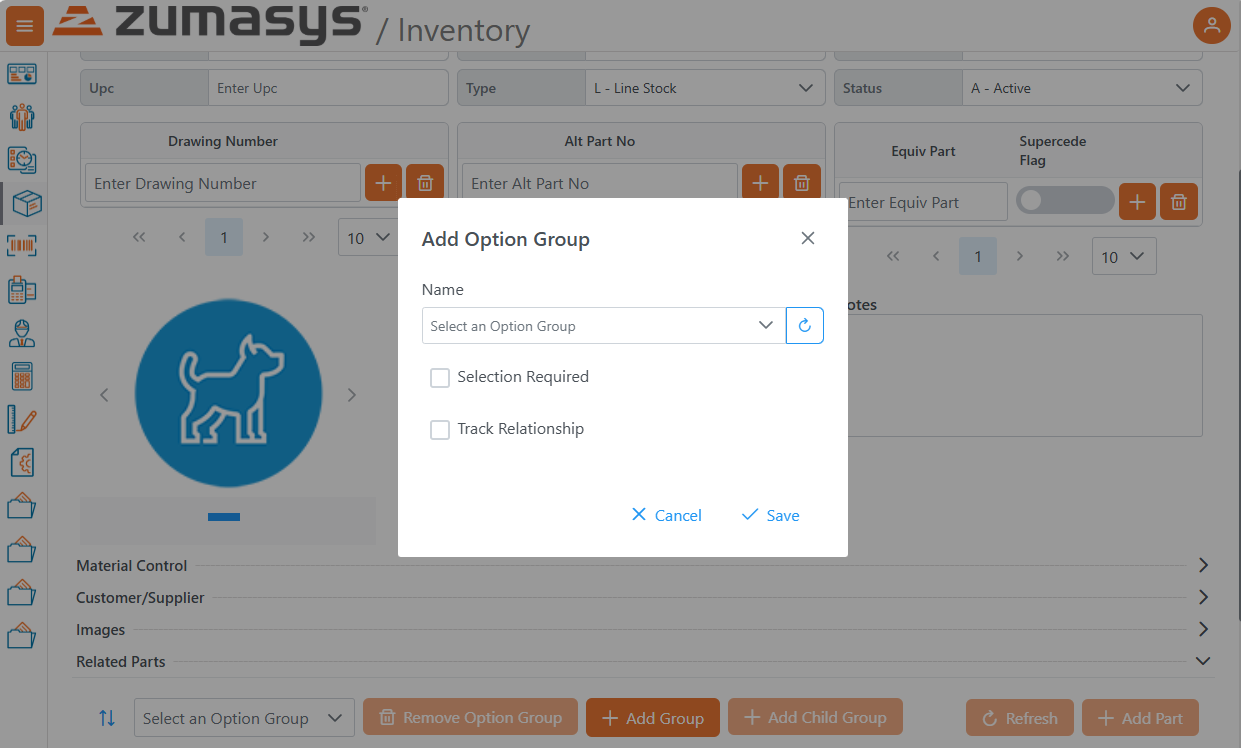 zumasys® / Inventory
Upc Enter Upc Type L - Line Stock Status A - Active
Drawing Number
Enter Drawing Number
1 10
Alt Part No
Enter Alt Part No
Equiv Part Supercede Flag
Enter Equiv Part
1 10
otes
Add Option Group
Name
Select an Option Group
Selection Required
Track Relationship
Cancel Save
Material Control
Customer/Supplier
Images
Related Parts
Select an Option Group Remove Option Group Add Group Add Child Group Refresh Add Part